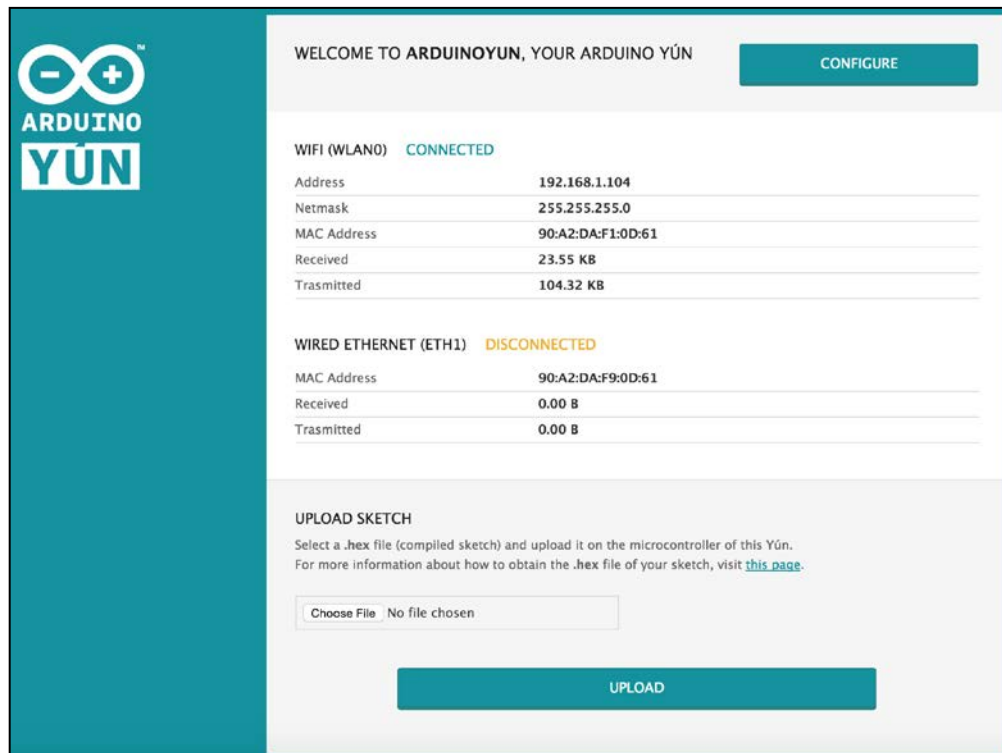 ARDUINO
YÚN
WELCOME TO ARDUINOYUN, YOUR ARDUINO YÚN
CONFIGURE
WIFI (WLAN0) CONNECTED
Address 192.168.1.104
Netmask 255.255.255.0
MAC Address 90:A2:DA:F1:0D:61
Received 23.55 KB
Trasmitted 104.32 KB
WIRED ETHERNET (ETH1) DISCONNECTED
MAC Address 90:A2:DA:F9:0D:61
Received 0.00 B
Trasmitted 0.00 B
UPLOAD SKETCH
Select a .hex file (compiled sketch) and upload it on the microcontroller of this Yún.
For more information about how to obtain the .hex file of your sketch, visit this page.
Choose File No file chosen
UPLOAD